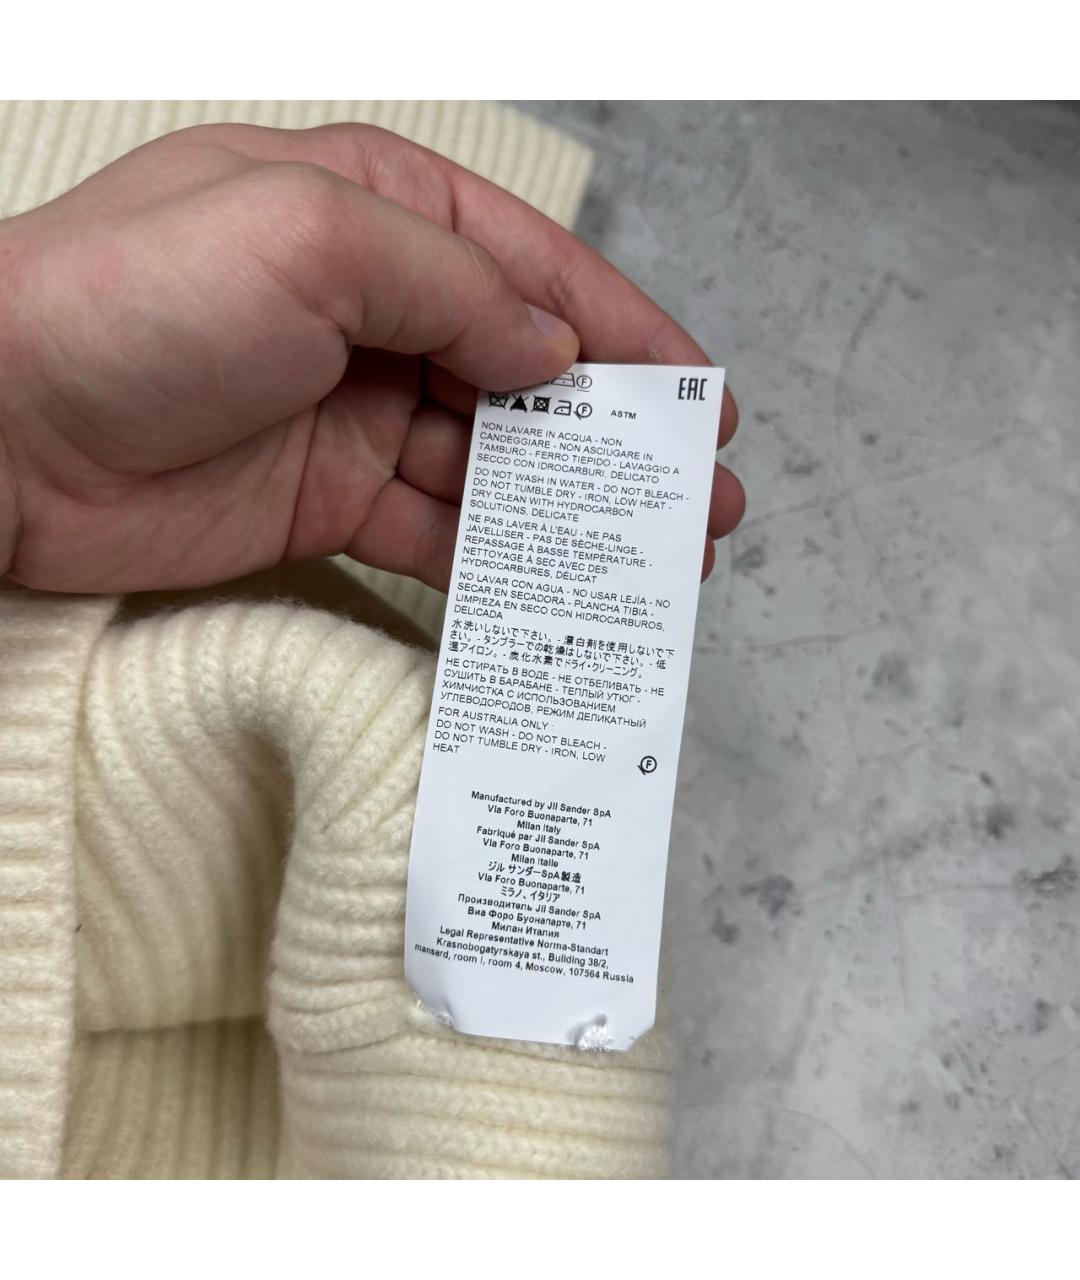 EAC
ASTM
NON LAVARE IN ACQUA - NON
CANDEGGIARE - NON ASCIUGARE IN
TAMBURO - FERRO TIEPIDO - LAVAGGIO A
SECCO CON IDROCARBURI, DELICATO
DO NOT WASH IN WATER - DO NOT BLEACH -
DO NOT TUMBLE DRY - IRON, LOW HEAT -
DRY CLEAN WITH HYDROCARBON
SOLUTIONS, DELICATE
NE PAS LAVER À L'EAU - NE PAS
JAVELLISER - PAS DE SÈCHE-LINGE -
REPASSAGE À BASSE TEMPÉRATURE -
NETTOYAGE À SEC AVEC DES
HYDROCARBURES, DÉLICAT
NO LAVAR CON AGUA - NO USAR LEJÍA - NO
SECAR EN SECADORA - PLANCHA TIBIA -
LIMPIEZA EN SECO CON HIDROCARBUROS,
DELICADA
水洗いしないで下さい。- 漂白剤を使用しないで下
さい。- タンブラーでの乾燥はしないで下さい。- 低
温アイロン。- 炭化水素でドライ・クリーニング。
НЕ СТИРАТЬ В ВОДЕ - НЕ ОТБЕЛИВАТЬ - НЕ
СУШИТЬ В БАРАБАНЕ - ТЕПЛЫЙ УТЮГ -
ХИМЧИСТКА С ИСПОЛЬЗОВАНИЕМ
УГЛЕВОДОРОДОВ, РЕЖИМ ДЕЛИКАТНЫЙ
FOR AUSTRALIA ONLY :
DO NOT WASH - DO NOT BLEACH -
DO NOT TUMBLE DRY - IRON, LOW
HEAT
F
Manufactured by Jil Sander SpA
Via Foro Buonaparte, 71
Milan Italy
Fabriqué par Jil Sander SpA
Via Foro Buonaparte, 71
Milan Italie
ジル サンダーSpA製造
Via Foro Buonaparte, 71
ミラノ、イタリア
Производитель Jil Sander SpA
Виа Форо Буонапарте, 71
Милан Италия
Legal Representative Norma-Standart
Krasnobogatyrskaya st., Building 38/2,
mansard, room I, room 4, Moscow, 107564 Russia